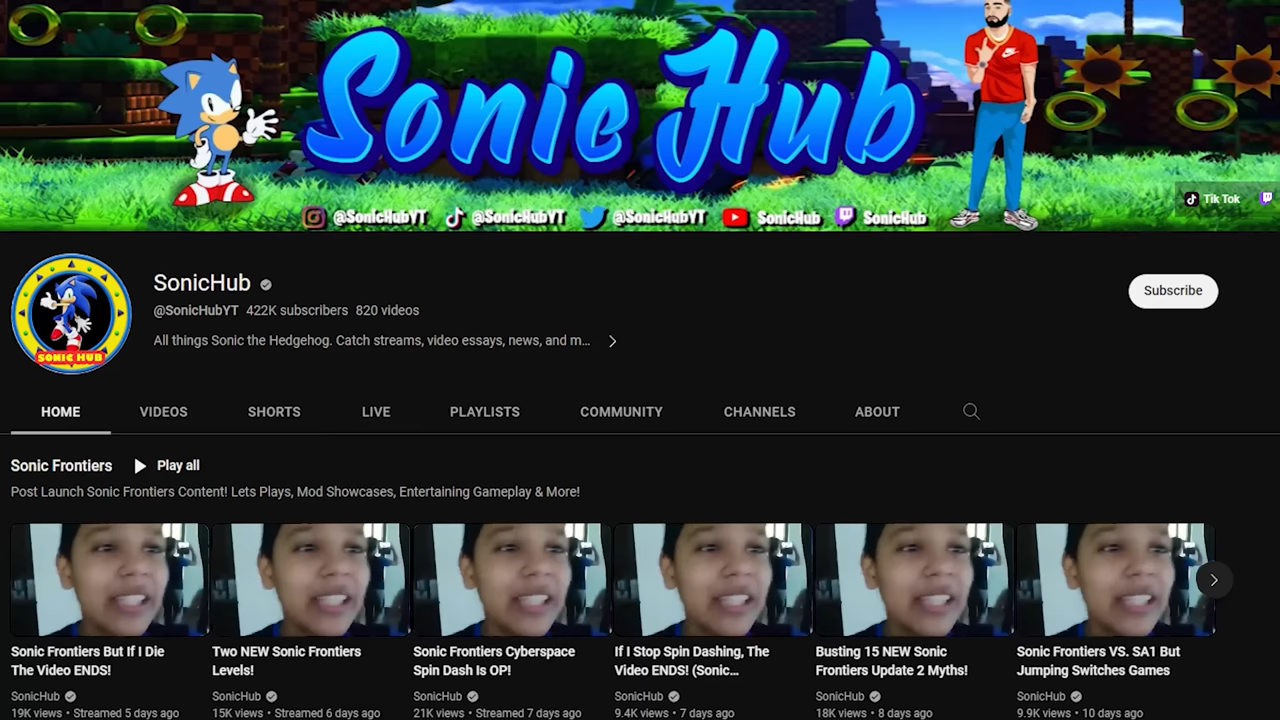 Sonic Hub
@SonicHubYT @SonicHubYT @SonicHubYT SonicHub SonicHub
Tik Tok
SONIC HUB
SonicHub
@SonicHubYT 422K subscribers 820 videos
All things Sonic the Hedgehog. Catch streams, video essays, news, and m...
Subscribe
HOME VIDEOS SHORTS LIVE PLAYLISTS COMMUNITY CHANNELS ABOUT
Sonic Frontiers Play all
Post Launch Sonic Frontiers Content! Lets Plays, Mod Showcases, Entertaining Gameplay & More!
Sonic Frontiers But If I Die
The Video ENDS!
SonicHub
19K views • Streamed 5 days ago
Two NEW Sonic Frontiers
Levels!
SonicHub
15K views • Streamed 6 days ago
Sonic Frontiers Cyberspace
Spin Dash Is OP!
SonicHub
21K views • Streamed 7 days ago
If I Stop Spin Dashing, The
Video ENDS! (Sonic...
SonicHub
9.4K views • 7 days ago
Busting 15 NEW Sonic
Frontiers Update 2 Myths!
SonicHub
18K views • 8 days ago
Sonic Frontiers VS. SA1 But
Jumping Switches Games
SonicHub
9.9K views • 10 days ago